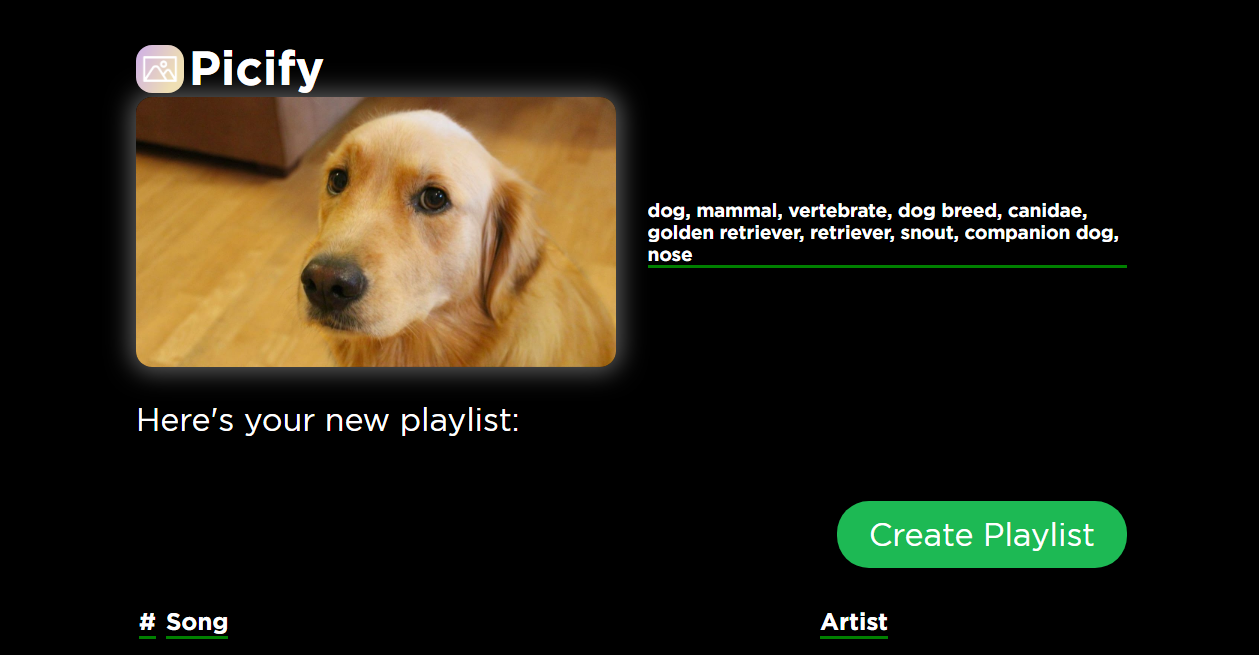 Picify
dog, mammal, vertebrate, dog breed, canidae,
golden retriever, retriever, snout, companion dog,
nose
Here's your new playlist:
Create Playlist
# Song Artist